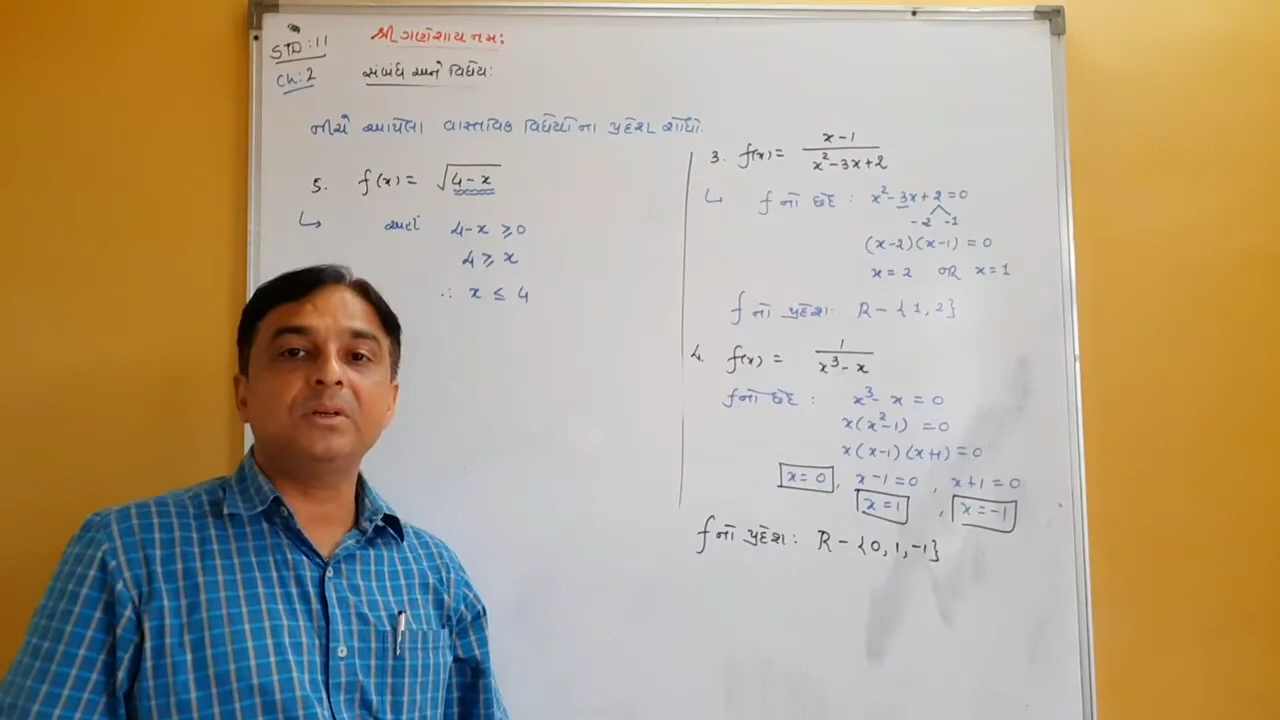 STD:11
શ્રી ગણેશાય નમ:
Ch:2
સંબંધ અને વિધેય:
નીચે આપેલા વાસ્તવિક વિધેયોના પ્રદેશ શોધો.
5. f(x) = √(4-x)
↳ અહીં 4-x ≥ 0
4 ≥ x
∴ x ≤ 4
3. f(x) = (x-1)/(x²-3x+2)
↳ f નો છેદ : x²-3x+2=0
-2 -1
(x-2)(x-1) = 0
x=2 OR x=1
f નો પ્રદેશ: R-{1,2}
4. f(x) = 1/(x³-x)
f નો છેદ : x³-x=0
x(x²-1) =0
x(x-1)(x+1)=0
x=0, x-1=0, x+1=0
x=1, x=-1
f નો પ્રદેશ: R-{0,1,-1}